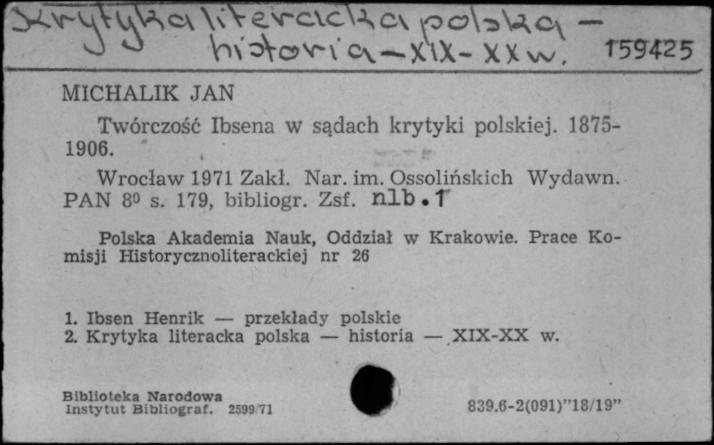 Krytyka literacka polska —
historia — XIX - XX w. 159425
MICHALIK JAN
Twórczość Ibsena w sądach krytyki polskiej. 1875-
1906.
Wrocław 1971 Zakł. Nar. im. Ossolińskich Wydawn.
PAN 8⁰ s. 179, bibliogr. Zsf. nlb. 1
Polska Akademia Nauk, Oddział w Krakowie. Prace Ko-
misji Historycznoliterackiej nr 26
1. Ibsen Henrik — przekłady polskie
2. Krytyka literacka polska — historia — XIX-XX w.
Biblioteka Narodowa
Instytut Bibliograf. 2599/71 839.6-2(091)"18/19"